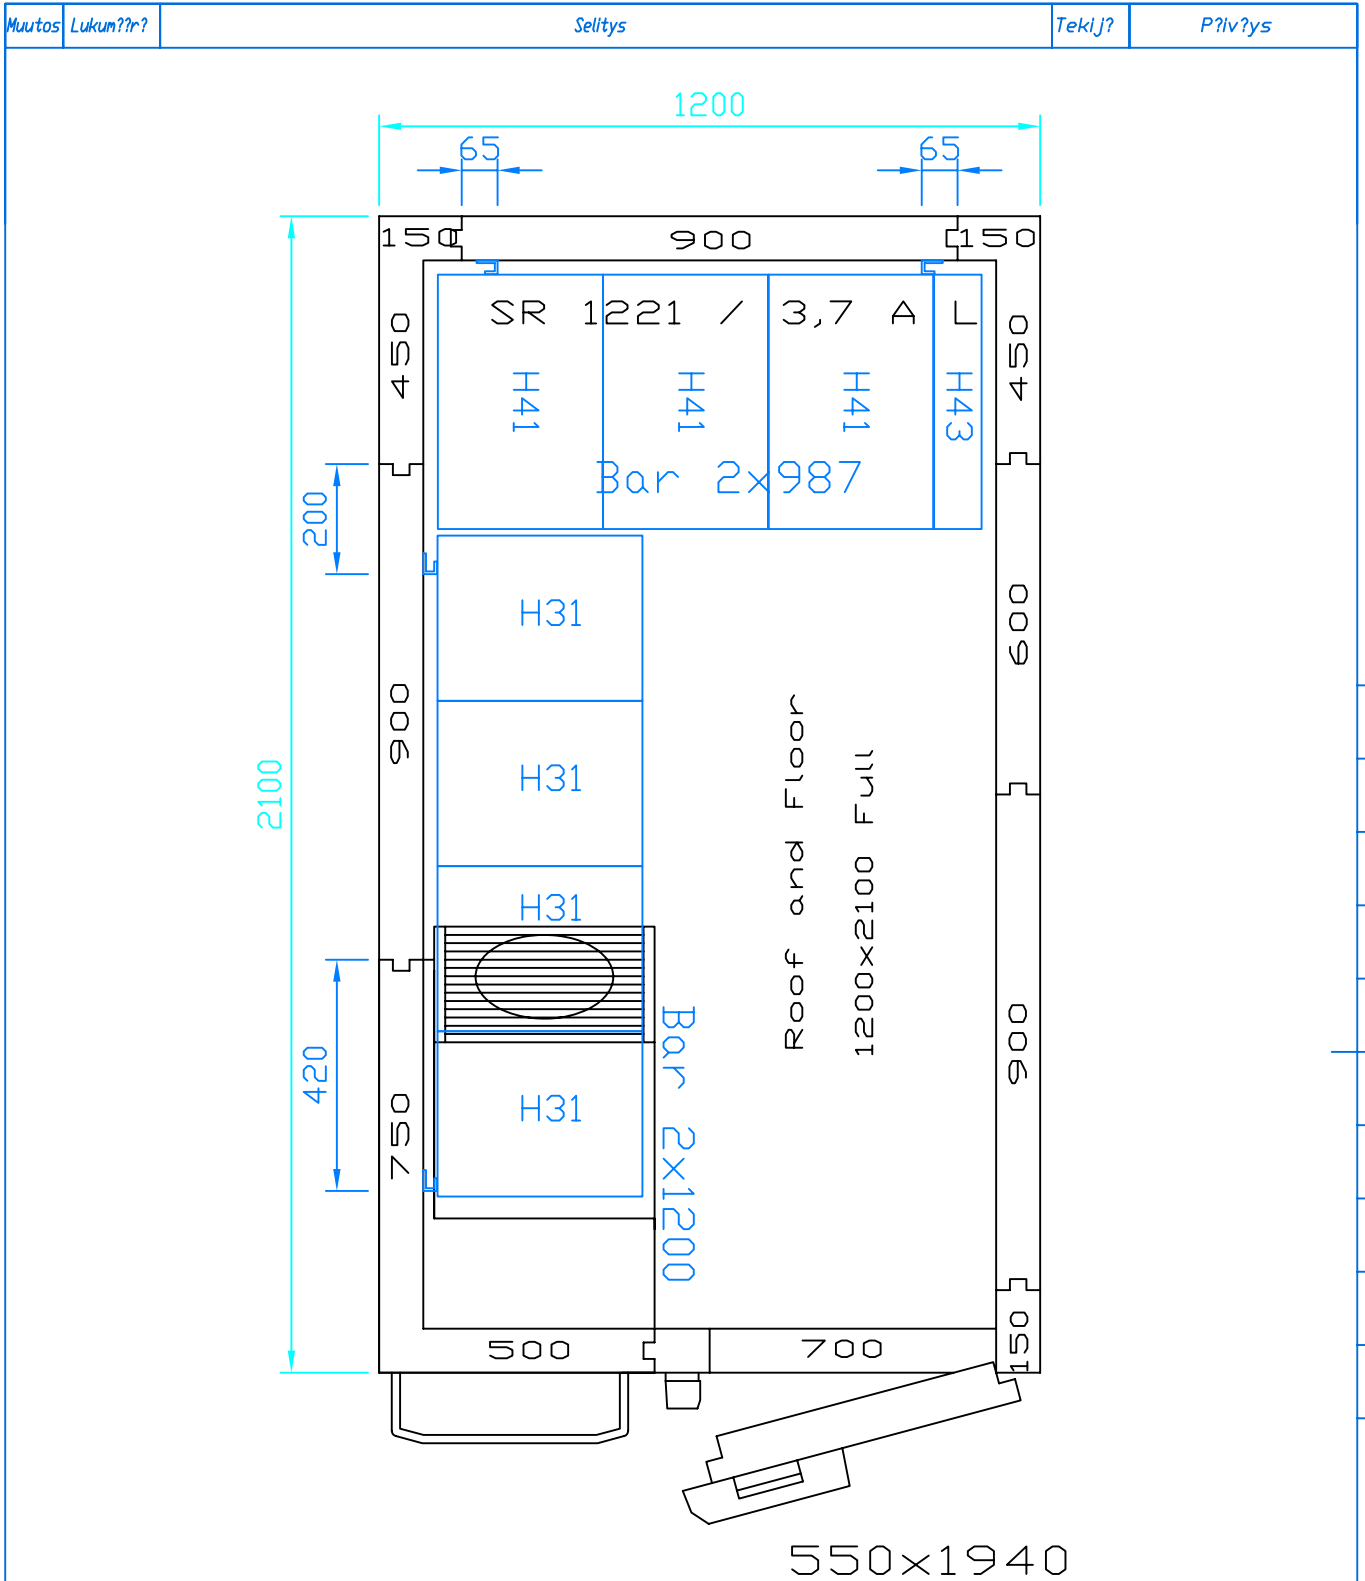 Muutos Lukum??r? Selitys Tekij? P?iv?ys
1200
65 65
150 900 150
SR 1221 / 3,7 A L
450 450
H41 H41 H41 H43
Bar 2x987
200
H31
600
H31
900
Roof and Floor
1200x2100 Full
2100
H31
900
Bar 2x1200
420
H31
750
500 700 150
550x1940